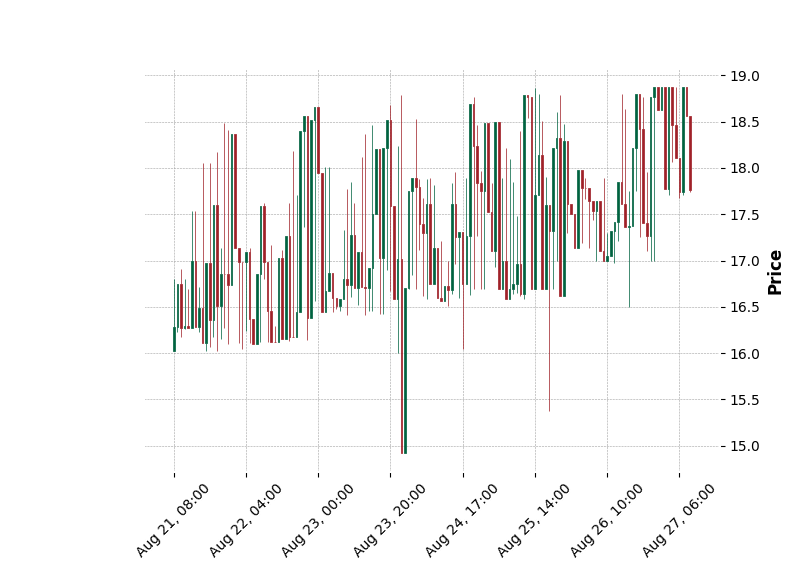 19.0
18.5
18.0
17.5
17.0
16.5
16.0
15.5
15.0
Price
Aug 21, 08:00
Aug 22, 04:00
Aug 23, 00:00
Aug 23, 20:00
Aug 24, 17:00
Aug 25, 14:00
Aug 26, 10:00
Aug 27, 06:00